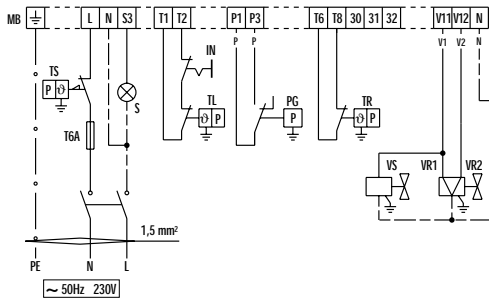 MB L N S3 T1 T2 P1 P3 T6 T8 30 31 32 V11 V12 N
P P V1 V2 N
IN
TS
P ϑ
S
TL
ϑ P
PG
P
TR
ϑ P
T6A
VS VR1 VR2
1,5 mm²
PE N L
~ 50Hz 230V